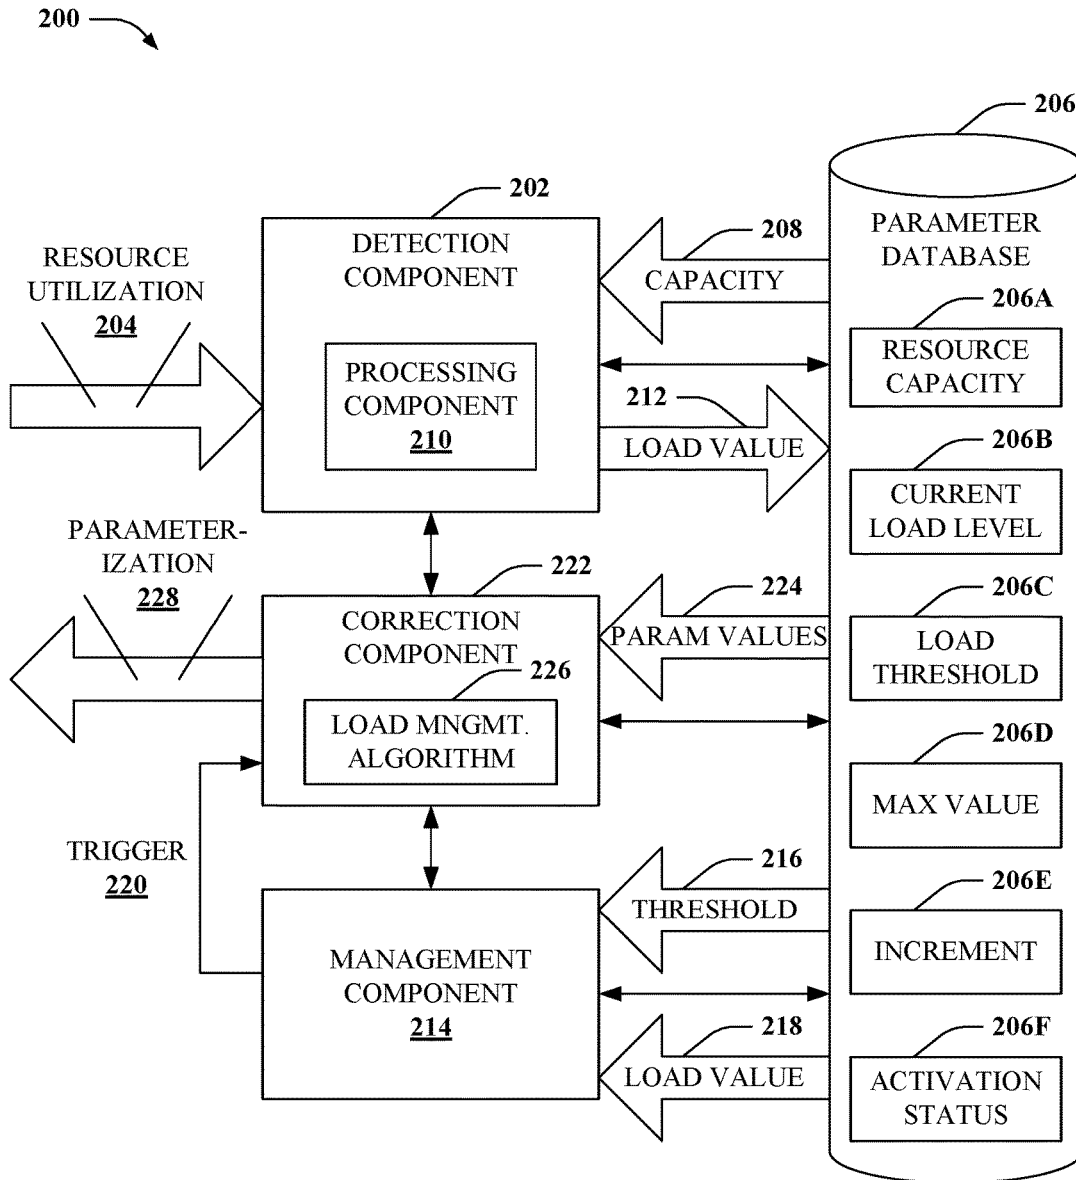 200
206
202
DETECTION
COMPONENT
208
CAPACITY
PARAMETER
DATABASE
RESOURCE
UTILIZATION
204
206A
RESOURCE
CAPACITY
PROCESSING
COMPONENT
210
212
LOAD VALUE
206B
CURRENT
LOAD LEVEL
PARAMETER-
IZATION
228
222
CORRECTION
COMPONENT
224
PARAM VALUES
206C
LOAD
THRESHOLD
226
LOAD MNGMT.
ALGORITHM
206D
MAX VALUE
TRIGGER
220
216
THRESHOLD
206E
INCREMENT
MANAGEMENT
COMPONENT
214
218
LOAD VALUE
206F
ACTIVATION
STATUS